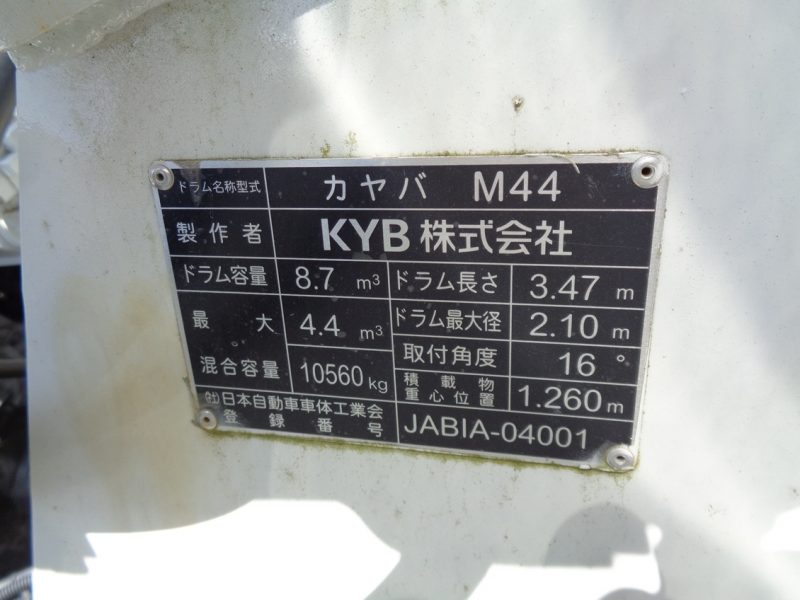 ドラム名称型式 カヤバ M44
製作者 KYB 株式会社
ドラム容量 8.7 m³ ドラム長さ 3.47 m
最大 4.4 m³ ドラム最大径 2.10 m
取付角度 16°
混合容量 10560 kg 積載物
重心位置 1.260 m
㈳日本自動車車体工業会
登録番号 JABIA-04001